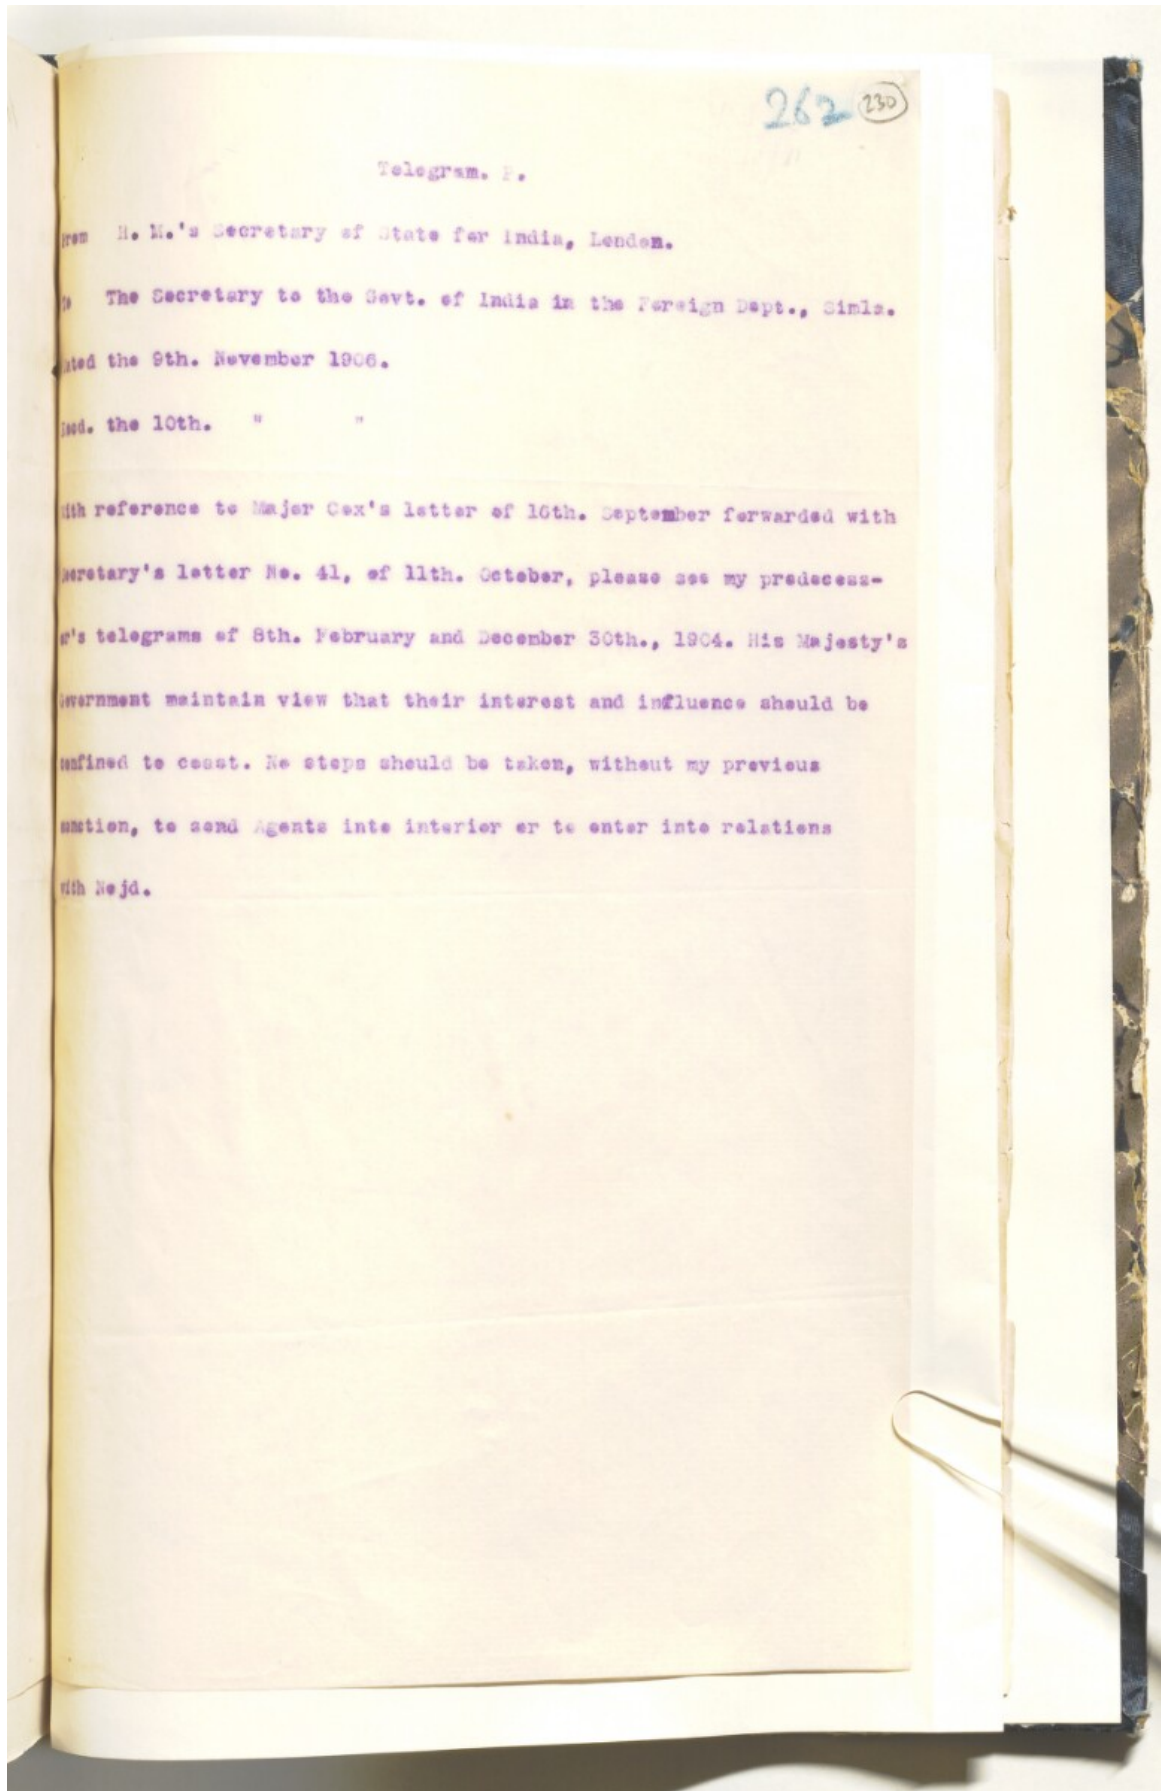 262 230
Telegram. P.
From H. M.'s Secretary of State for India, London.
To The Secretary to the Govt. of India in the Foreign Dept., Simla.
Dated the 9th. November 1906.
Recd. the 10th. " "
With reference to Major Cox's letter of 16th. September forwarded with
Secretary's letter No. 41, of 11th. October, please see my predecess-
or's telegrams of 8th. February and December 30th., 1904. His Majesty's
Government maintain view that their interest and influence should be
confined to coast. No steps should be taken, without my previous
sanction, to send Agents into interior or to enter into relations
with Nejd.